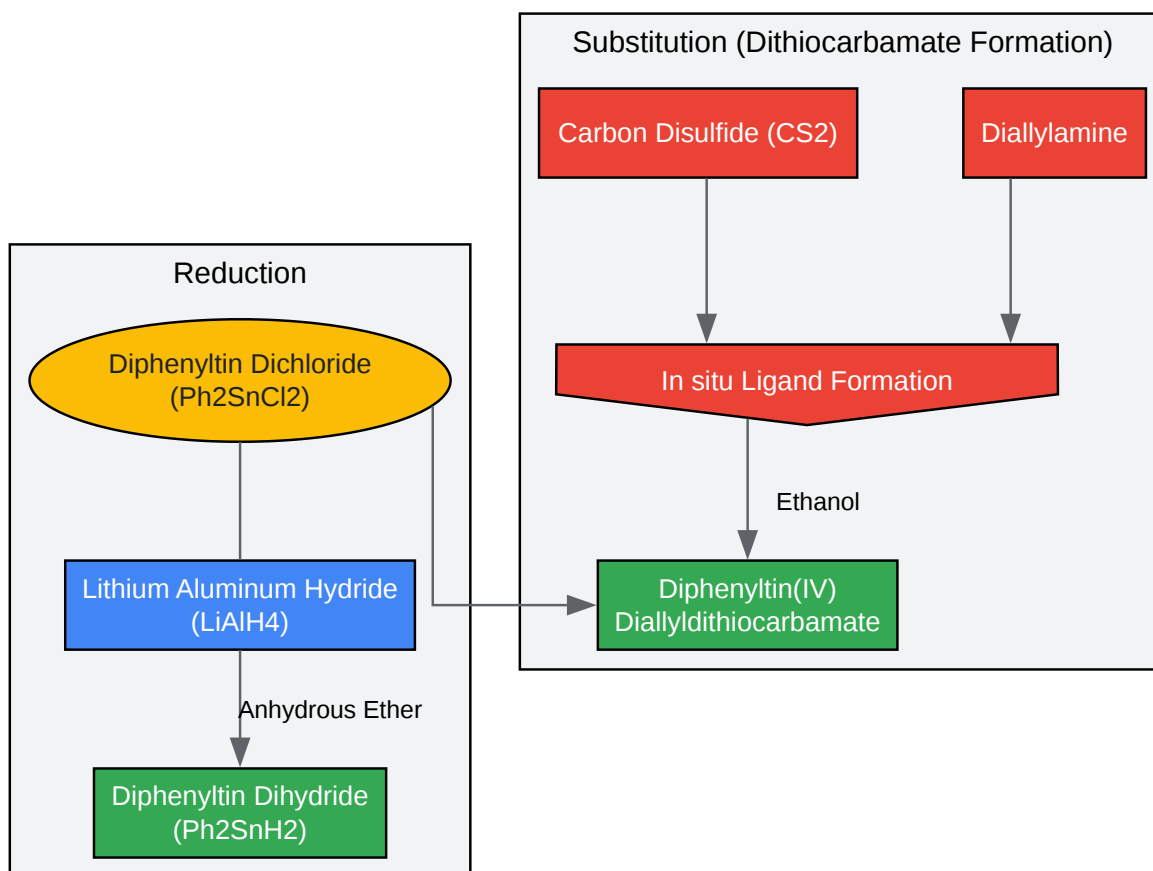 Substitution (Dithiocarbamate Formation)
Carbon Disulfide (CS2)
Diallylamine
Reduction
Diphenyltin Dichloride
(Ph2SnCl2)
In situ Ligand Formation
Ethanol
Lithium Aluminum Hydride
(LiAlH4)
Diphenyltin(IV)
Diallyldithiocarbamate
Anhydrous Ether
Diphenyltin Dihydride
(Ph2SnH2)